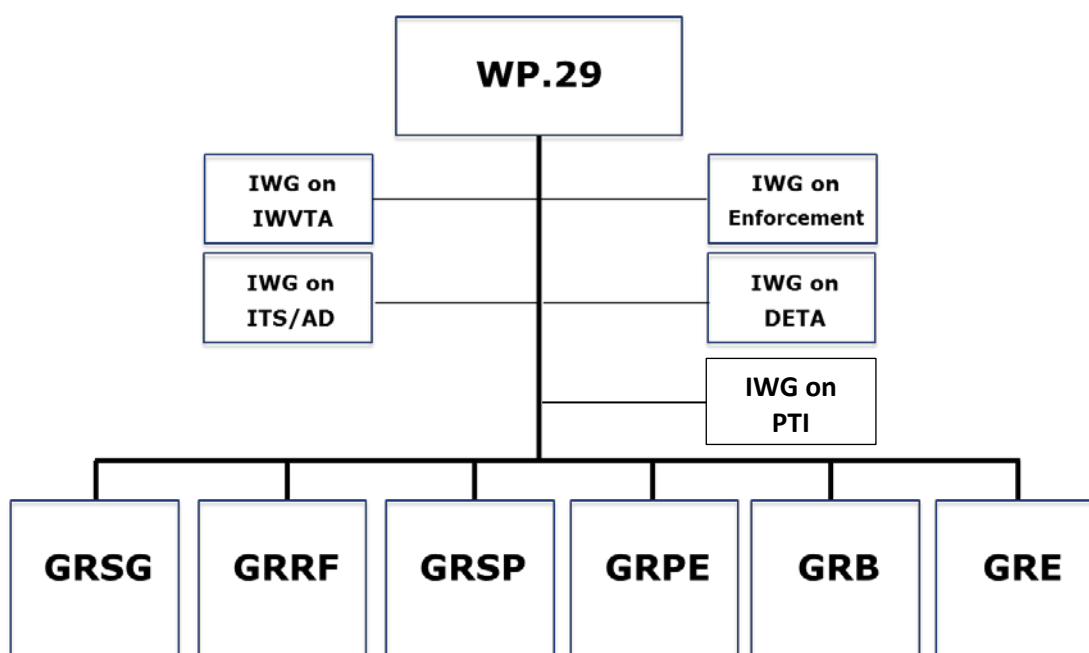 WP.29
IWG on
IWVTA
IWG on
Enforcement
IWG on
ITS/AD
IWG on
DETA
IWG on
PTI
GRSG
GRRF
GRSP
GRPE
GRB
GRE